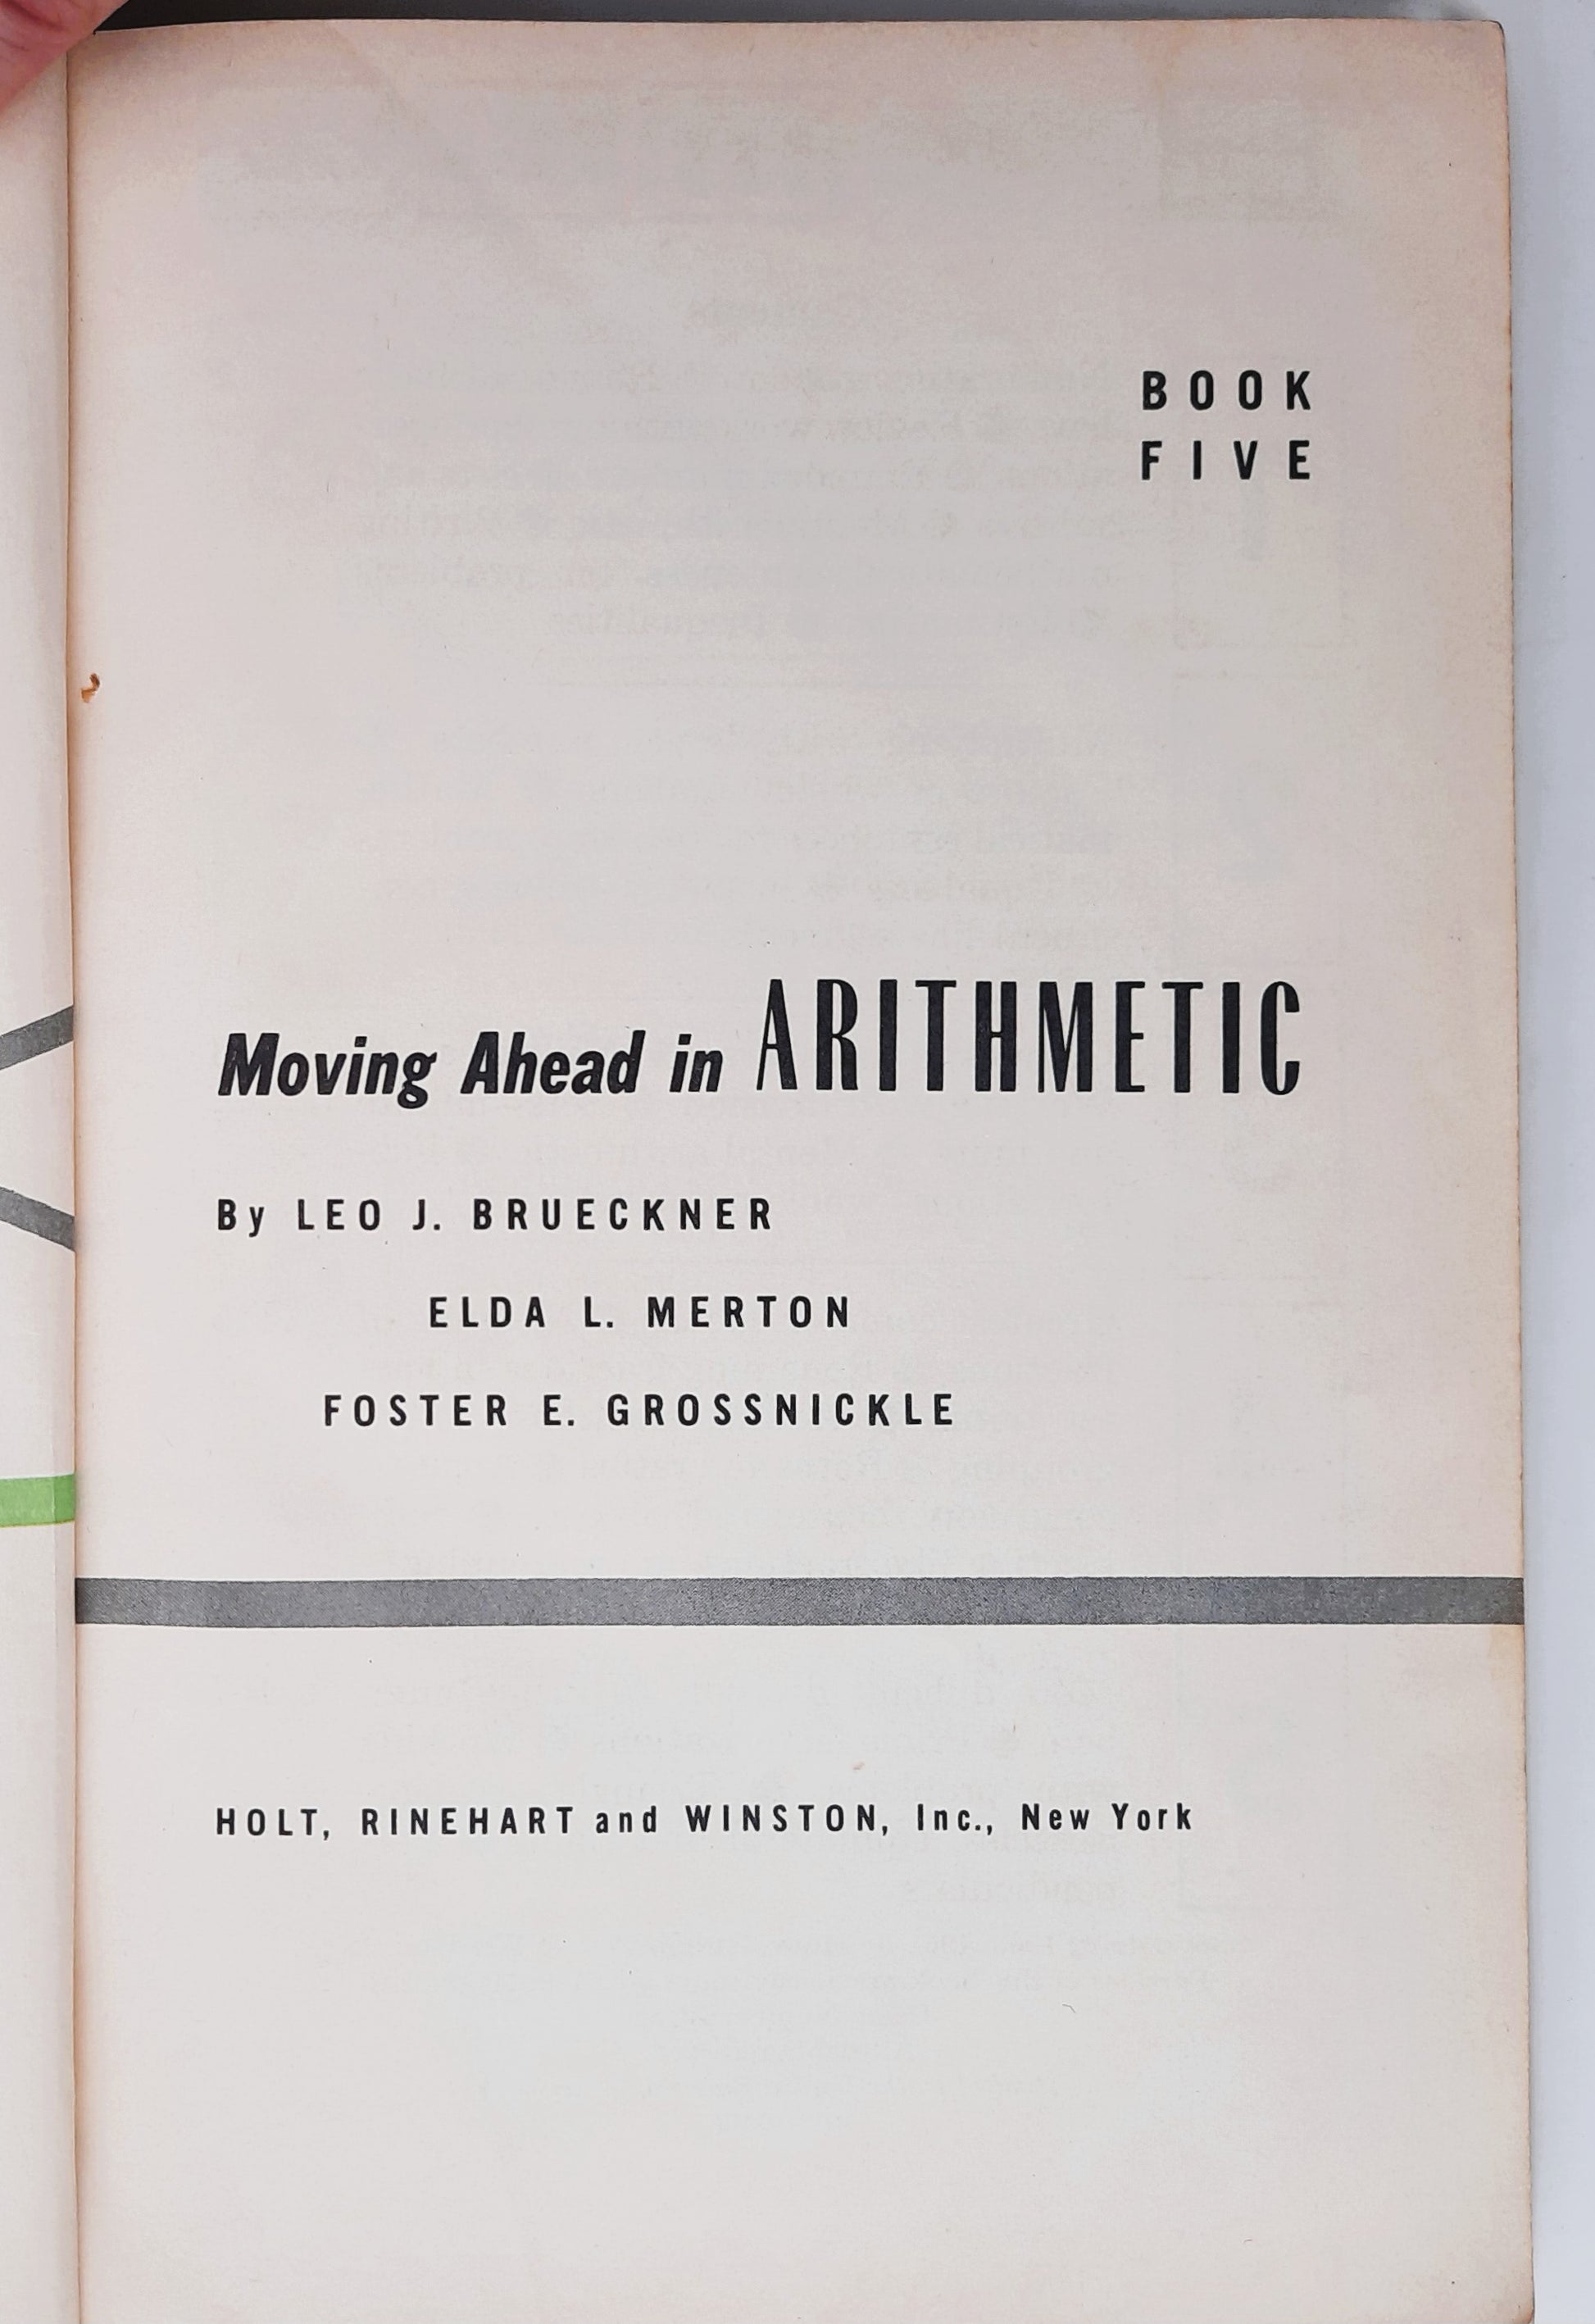 BOOK
FIVE
Moving Ahead in ARITHMETIC
By LEO J. BRUECKNER
ELDA L. MERTON
FOSTER E. GROSSNICKLE
HOLT, RINEHART and WINSTON, Inc., New York